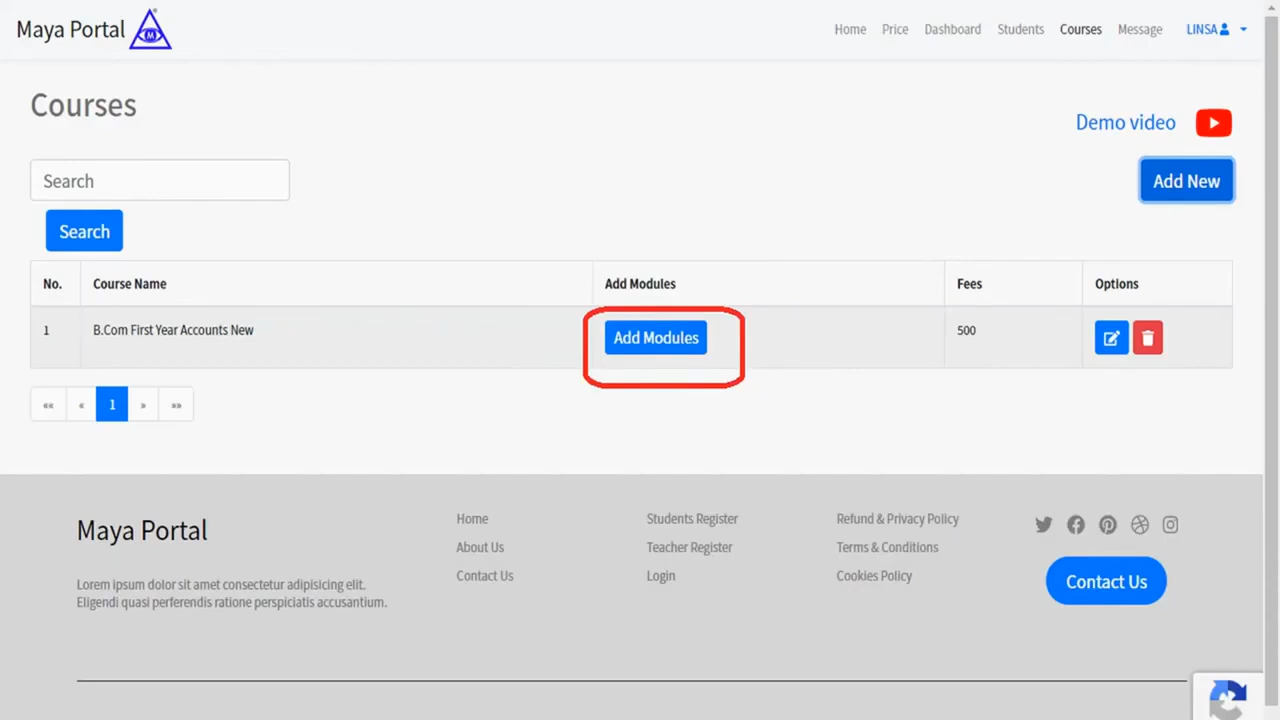 Maya Portal M
Home Price Dashboard Students Courses Message LINSA
Courses
Demo video
Search
Add New
Search
No. Course Name Add Modules Fees Options
1 B.Com First Year Accounts New Add Modules 500
«« « 1 » »»
Maya Portal
Lorem ipsum dolor sit amet consectetur adipisicing elit.
Eligendi quasi perferendis ratione perspiciatis accusantium.
Home
About Us
Contact Us
Students Register
Teacher Register
Login
Refund & Privacy Policy
Terms & Conditions
Cookies Policy
Contact Us